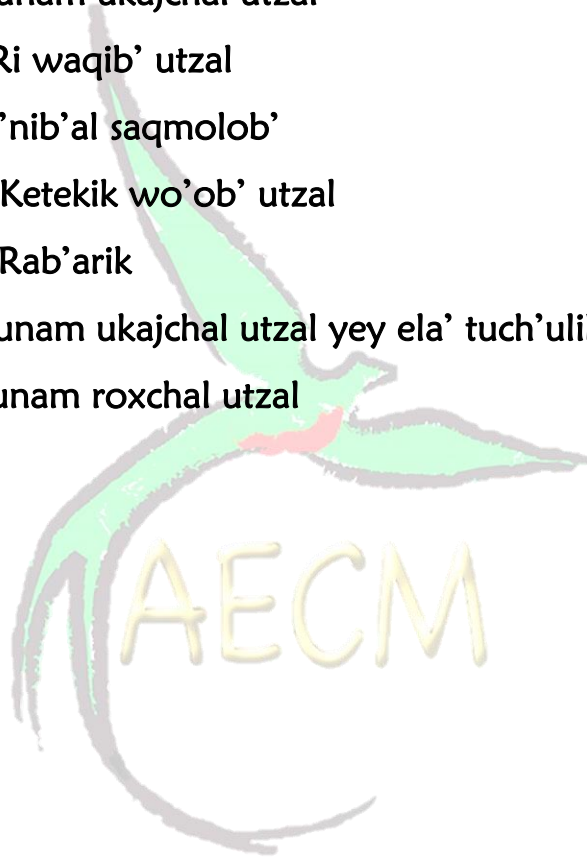 unam ukajchal utzal
Ri waqib’ utzal
’nib’al saqmolob’
Ketekik wo’ob’ utzal
Rab’arik
unam ukajchal utzal yey ela’
unam roxchal utzal
AECM